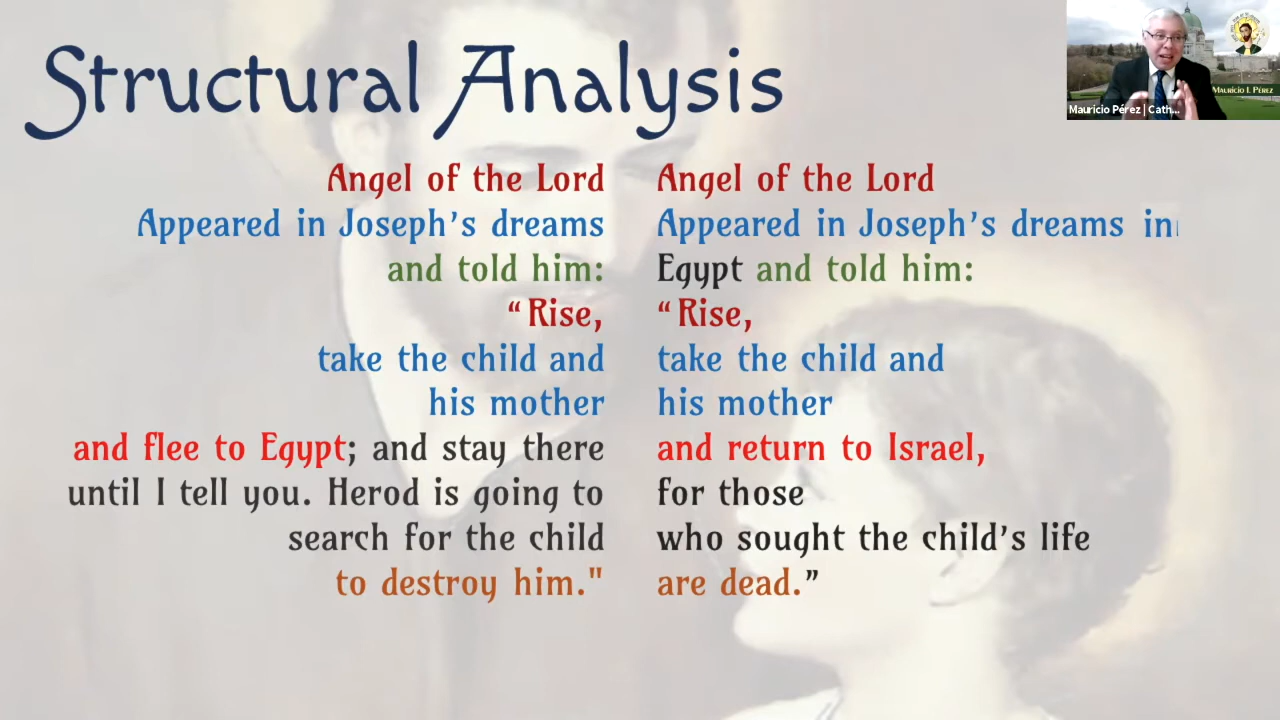 Structural Analysis
Angel of the Lord
Appeared in Joseph's dreams
and told him:
“Rise,
take the child and
his mother
and flee to Egypt; and stay there
until I tell you. Herod is going to
search for the child
to destroy him."
Angel of the Lord
Appeared in Joseph's dreams in
Egypt and told him:
“Rise,
take the child and
his mother
and return to Israel,
for those
who sought the child's life
are dead.”
MAURICIO I. PÉREZ
Mauricio Pérez | Cath...